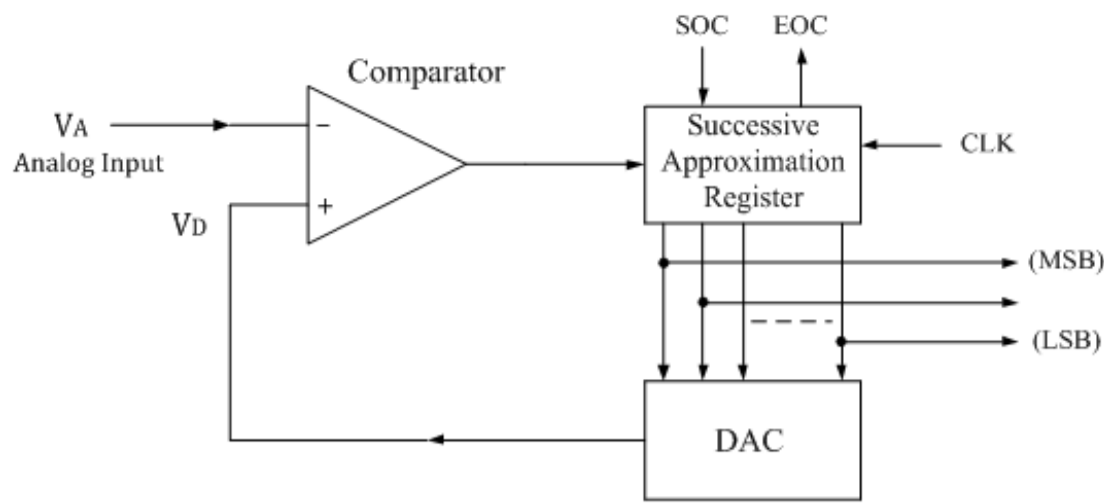 SOC EOC
Comparator
VA
Analog Input
−
+
VD
Successive
Approximation
Register
CLK
(MSB)
(LSB)
DAC